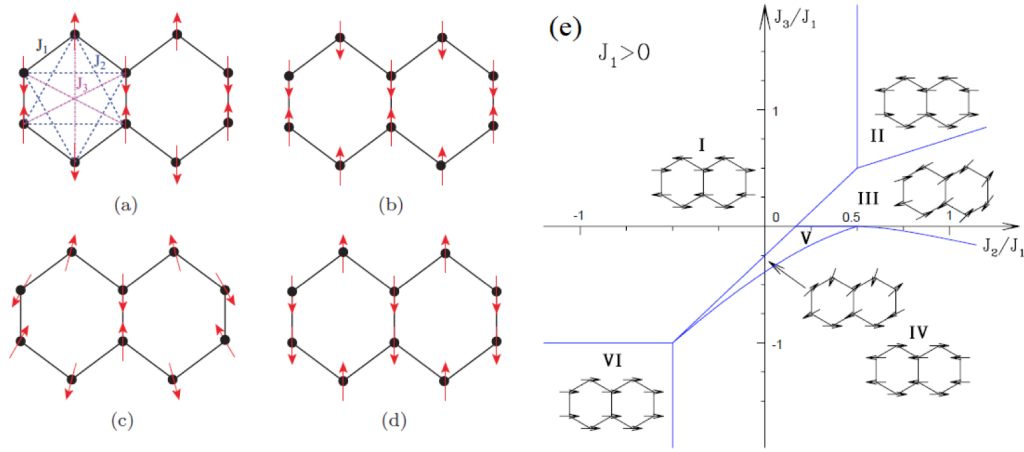 J₁
J₂
J₃
(a)
(b)
(c)
(d)
(e)
J₃/J₁
J₁>0
1
II
I
III
-1
0
0.5
1
V
J₂/J₁
IV
-1
VI